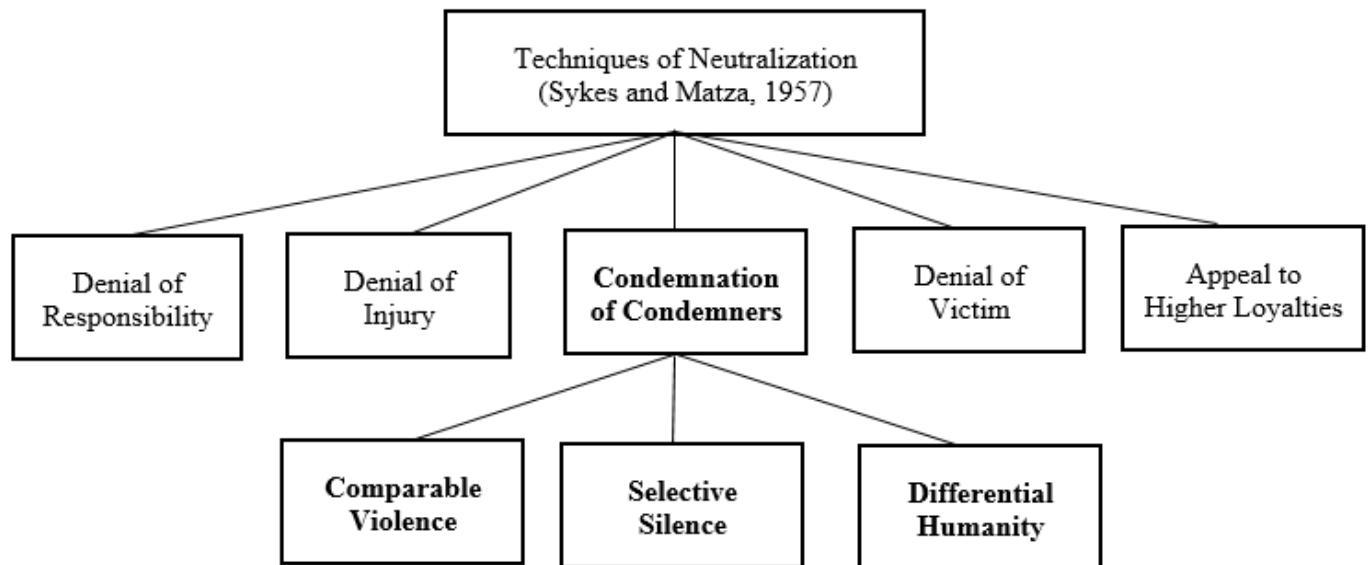 Techniques of Neutralization
(Sykes and Matza, 1957)
Denial of
Responsibility
Denial of
Injury
Condemnation
of Condemners
Denial of
Victim
Appeal to
Higher Loyalties
Comparable
Violence
Selective
Silence
Differential
Humanity